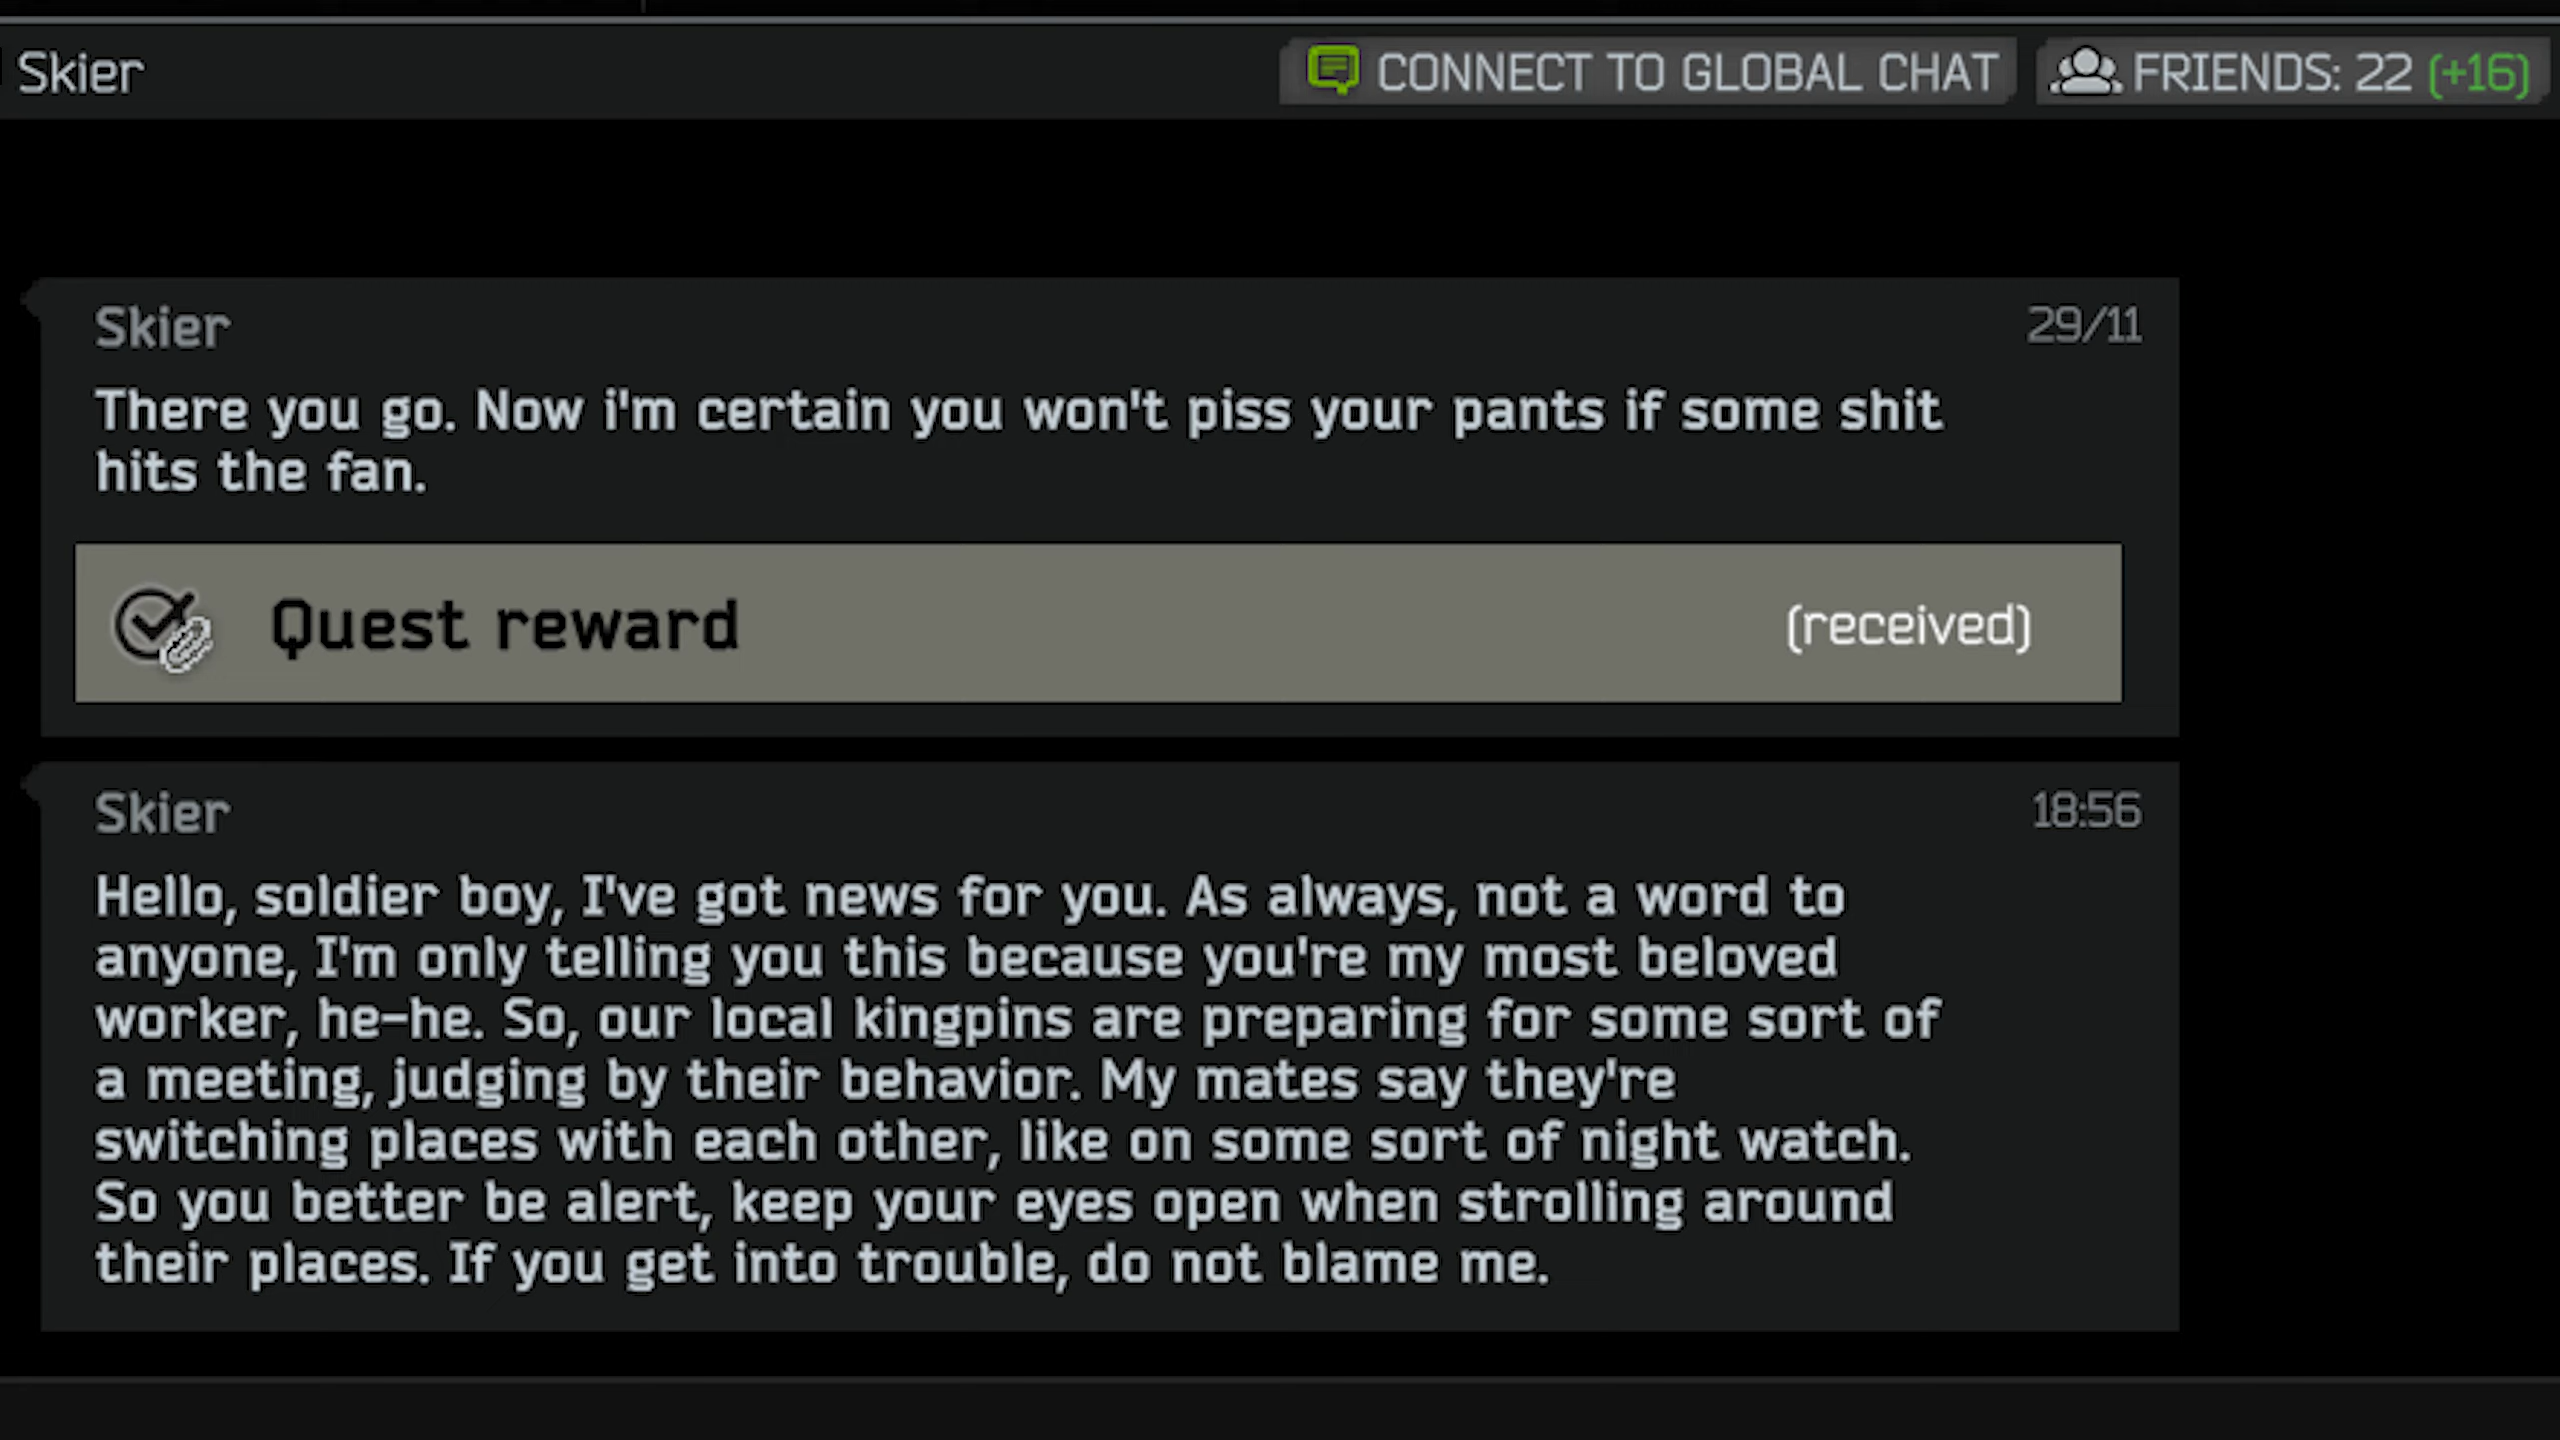 Skier
CONNECT TO GLOBAL CHAT
FRIENDS: 22 (+16)
Skier
29/11
There you go. Now i'm certain you won't piss your pants if some shit
hits the fan.
Quest reward
(received)
Skier
18:56
Hello, soldier boy, I've got news for you. As always, not a word to
anyone, I'm only telling you this because you're my most beloved
worker, he-he. So, our local kingpins are preparing for some sort of
a meeting, judging by their behavior. My mates say they're
switching places with each other, like on some sort of night watch.
So you better be alert, keep your eyes open when strolling around
their places. If you get into trouble, do not blame me.